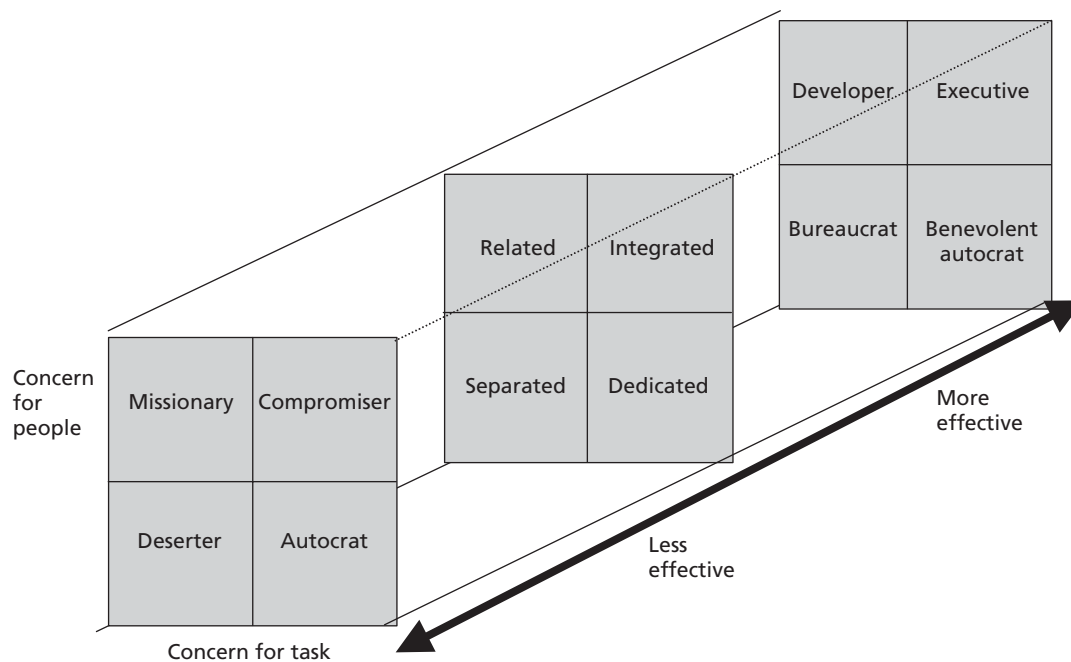 Developer
Executive
Bureaucrat
Benevolent
autocrat
Related
Integrated
Separated
Dedicated
Concern
for
people
Missionary
Compromiser
Deserter
Autocrat
More
effective
Less
effective
Concern for task